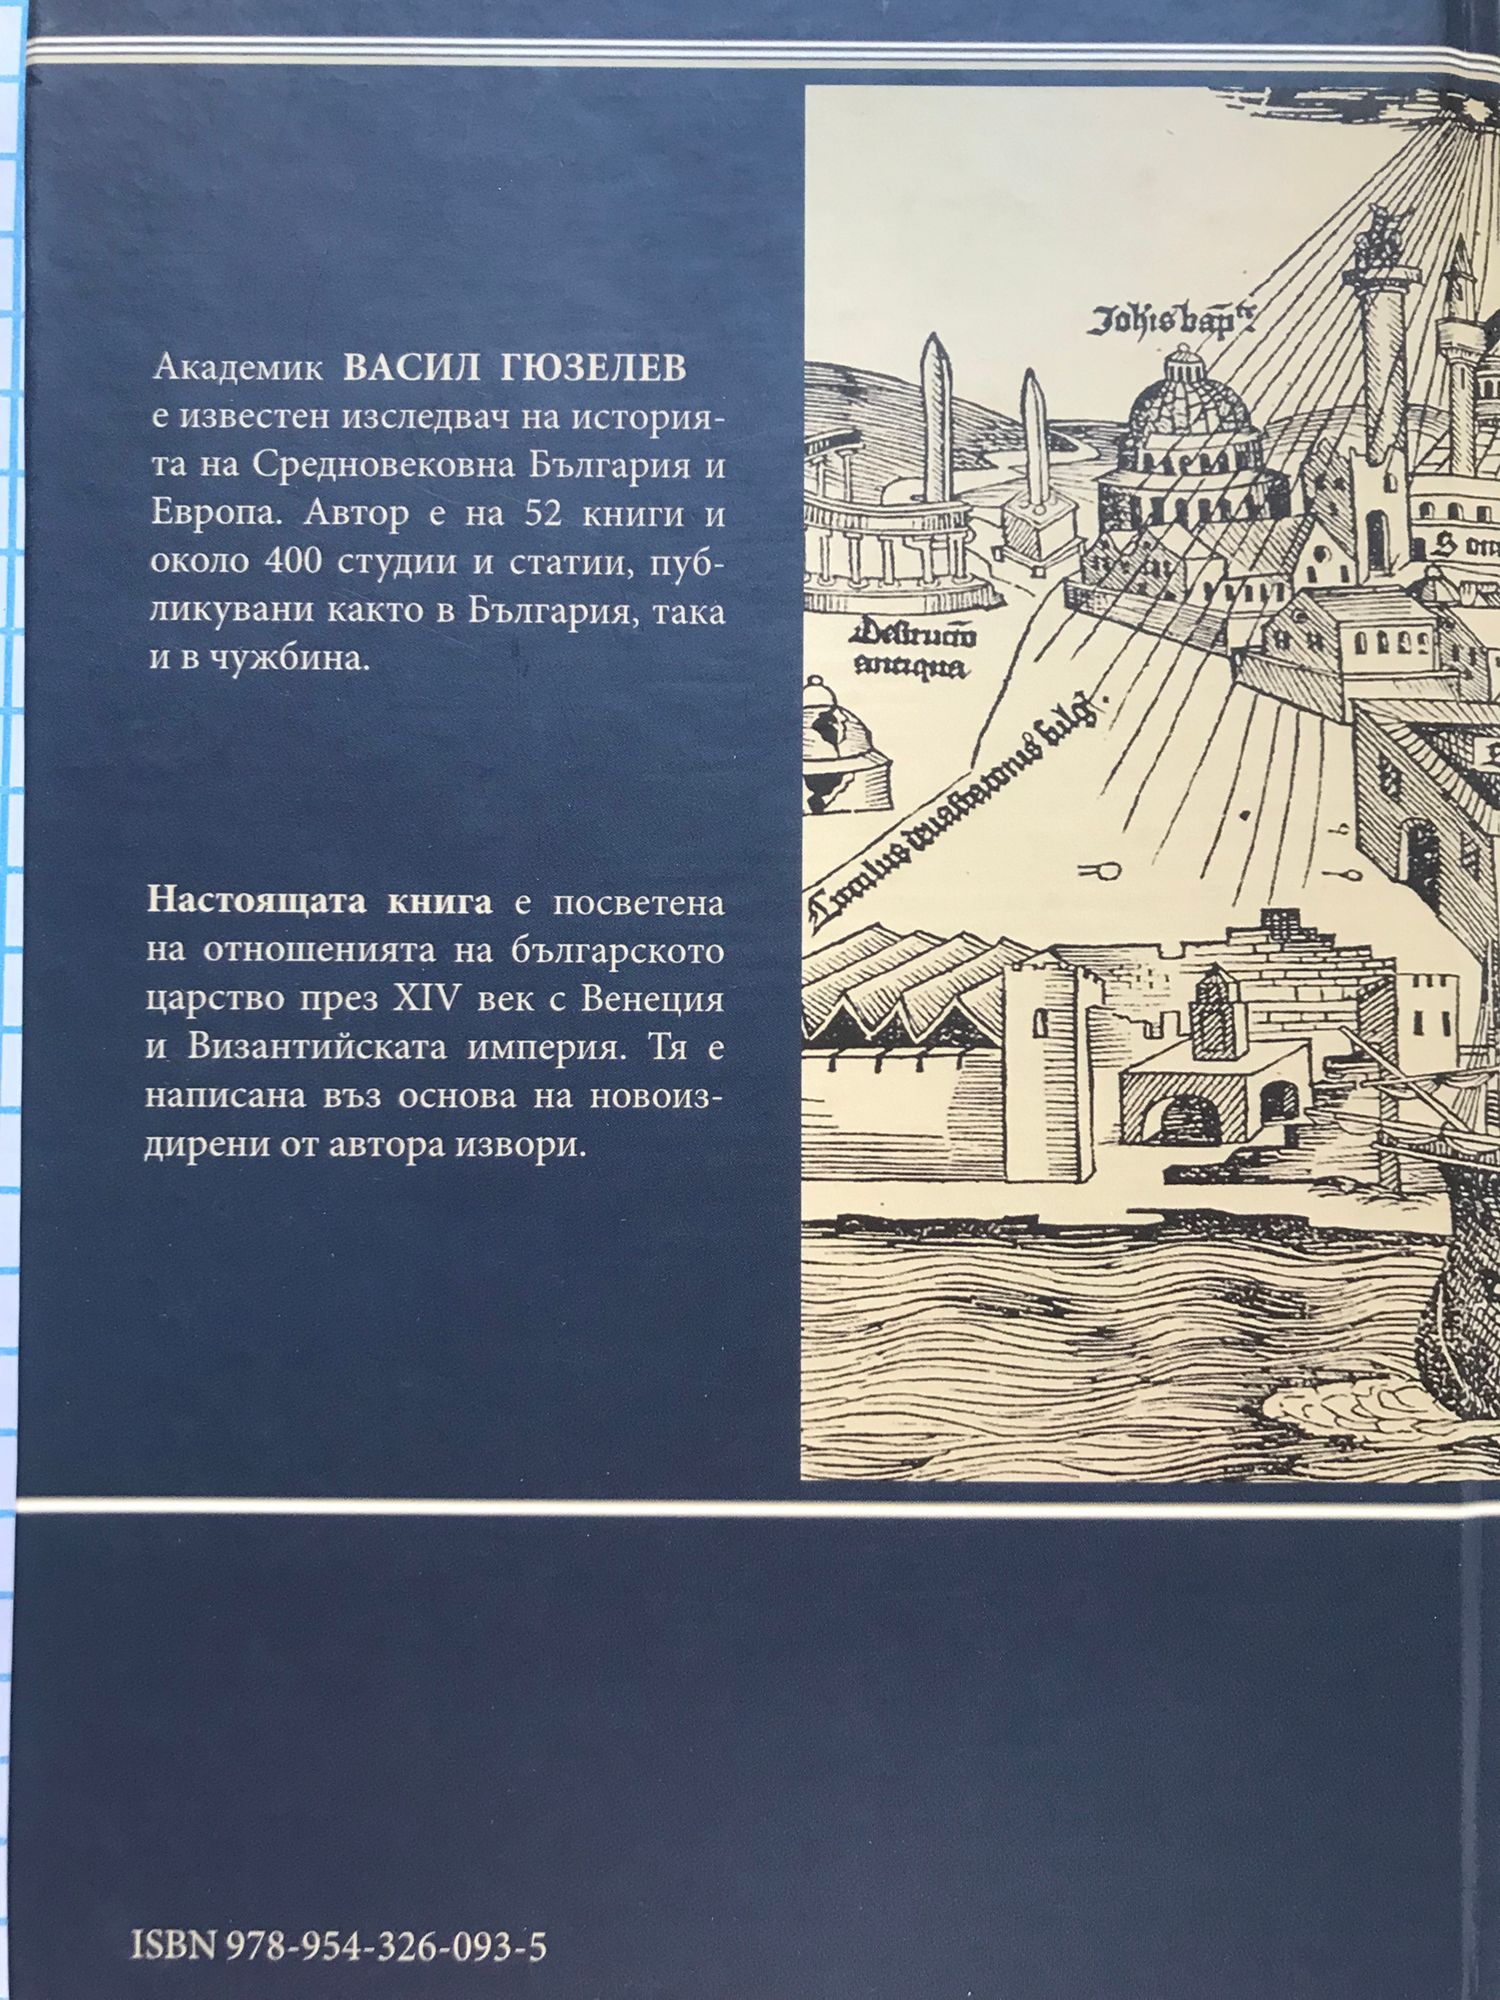 Академик ВАСИЛ ГЮЗЕЛЕВ
е известен изследвач на история-
та на Средновековна България и
Европа. Автор е на 52 книги и
около 400 студии и статии, пуб-
ликувани както в България, така
и в чужбина.
Настоящата книга е посветена
на отношенията на българското
царство през XIV век с Венеция
и Византийската империя. Тя е
написана въз основа на новоиз-
дирени от автора извори.
antiqua
ISBN 978-954-326-093-5